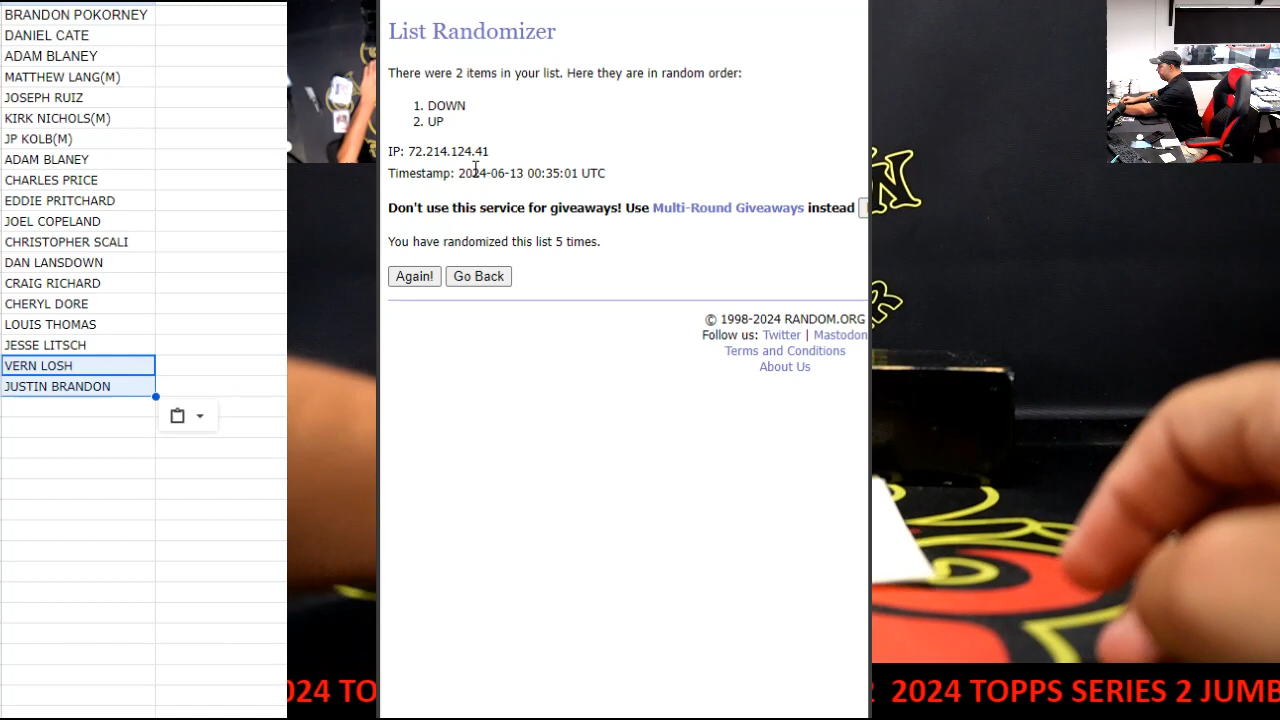 BRANDON POKORNEY
DANIEL CATE
ADAM BLANEY
MATTHEW LANG(M)
JOSEPH RUIZ
KIRK NICHOLS(M)
JP KOLB(M)
ADAM BLANEY
CHARLES PRICE
EDDIE PRITCHARD
JOEL COPELAND
CHRISTOPHER SCALI
DAN LANSDOWN
CRAIG RICHARD
CHERYL DORE
LOUIS THOMAS
JESSE LITSCH
VERN LOSH
JUSTIN BRANDON
List Randomizer
There were 2 items in your list. Here they are in random order:
1. DOWN
2. UP
IP: 72.214.124.41
Timestamp: 2024-06-13 00:35:01 UTC
Don't use this service for giveaways! Use Multi-Round Giveaways instead
You have randomized this list 5 times.
Again! Go Back
© 1998-2024 RANDOM.ORG
Follow us: Twitter | Mastodon
Terms and Conditions
About Us
024 TO 2024 TOPPS SERIES 2 JUMB